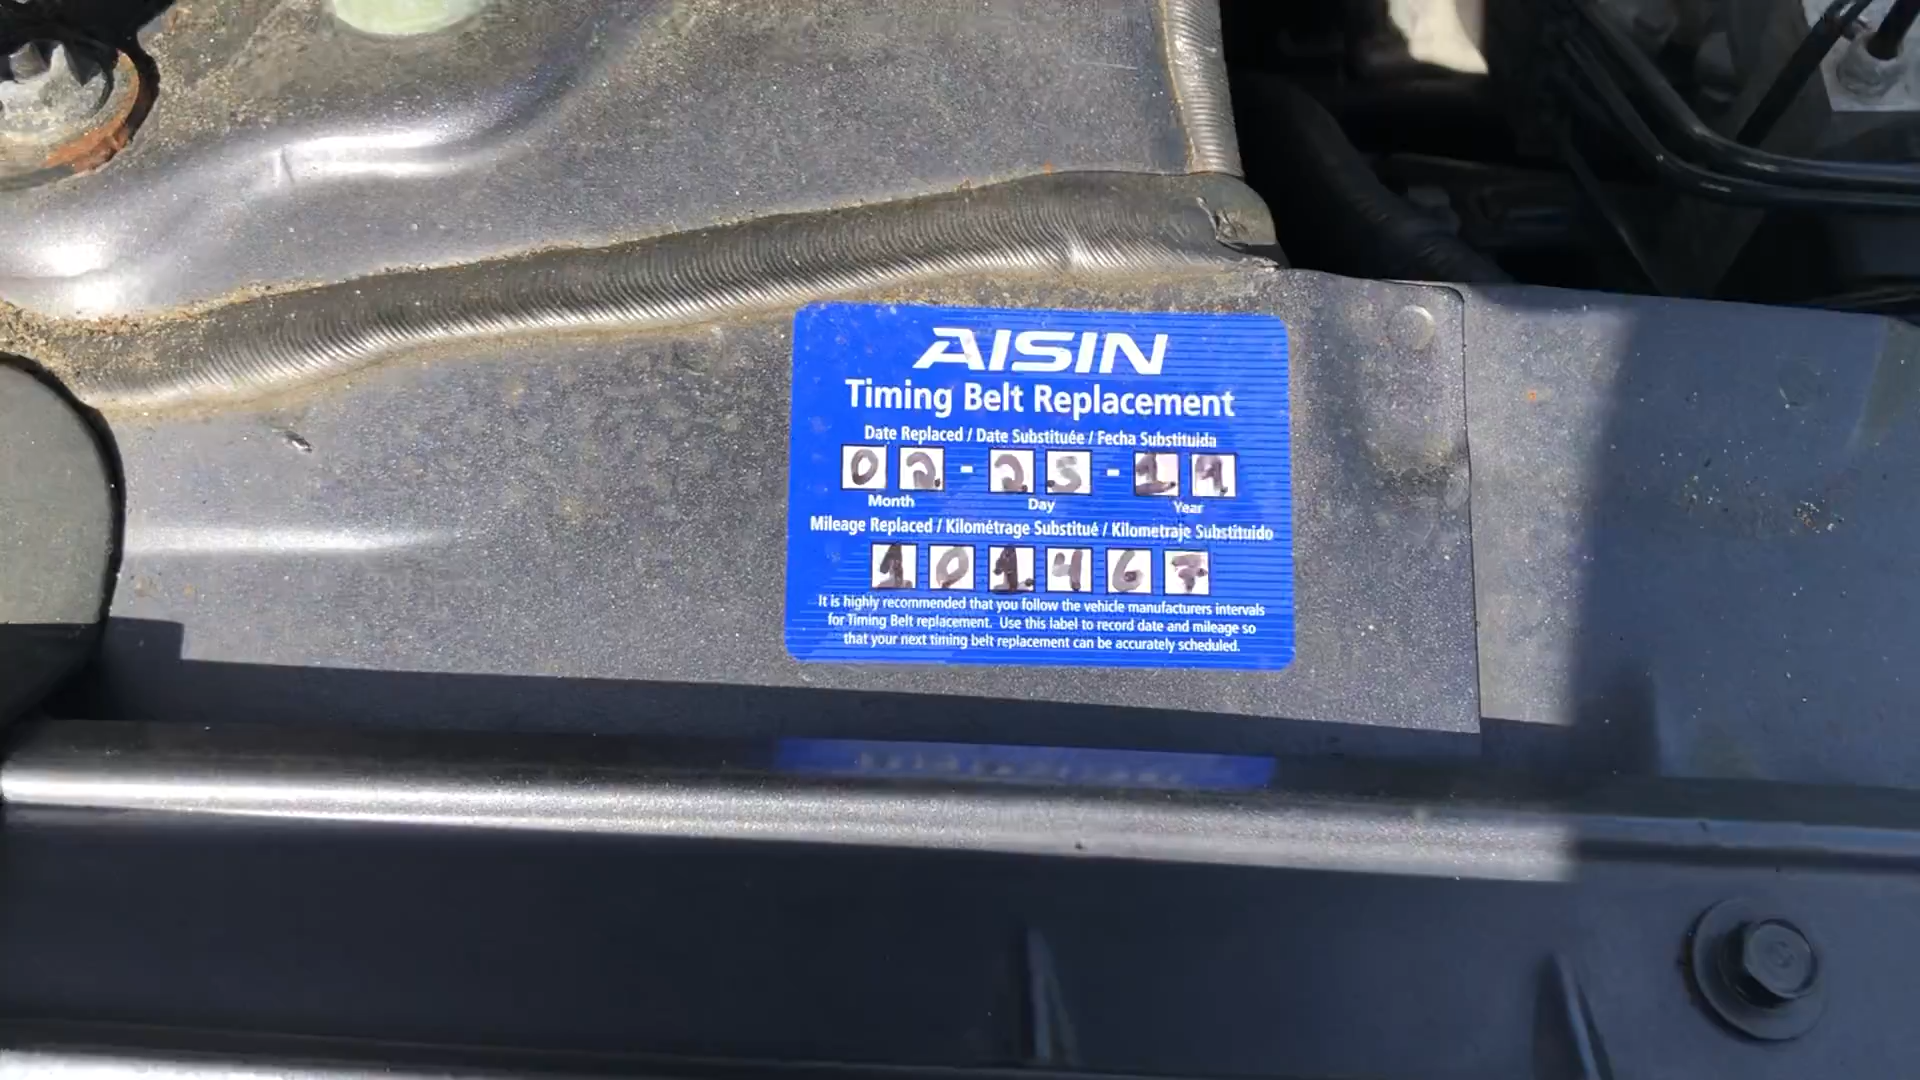 AISIN
Timing Belt Replacement
Date Replaced / Date Substituée / Fecha Substituida
02 - 25 - 14
Month Day Year
Mileage Replaced / Kilométrage Substitué / Kilometraje Substituido
101467
It is highly recommended that you follow the vehicle manufacturers intervals
for Timing Belt replacement. Use this label to record date and mileage so
that your next timing belt replacement can be accurately scheduled.